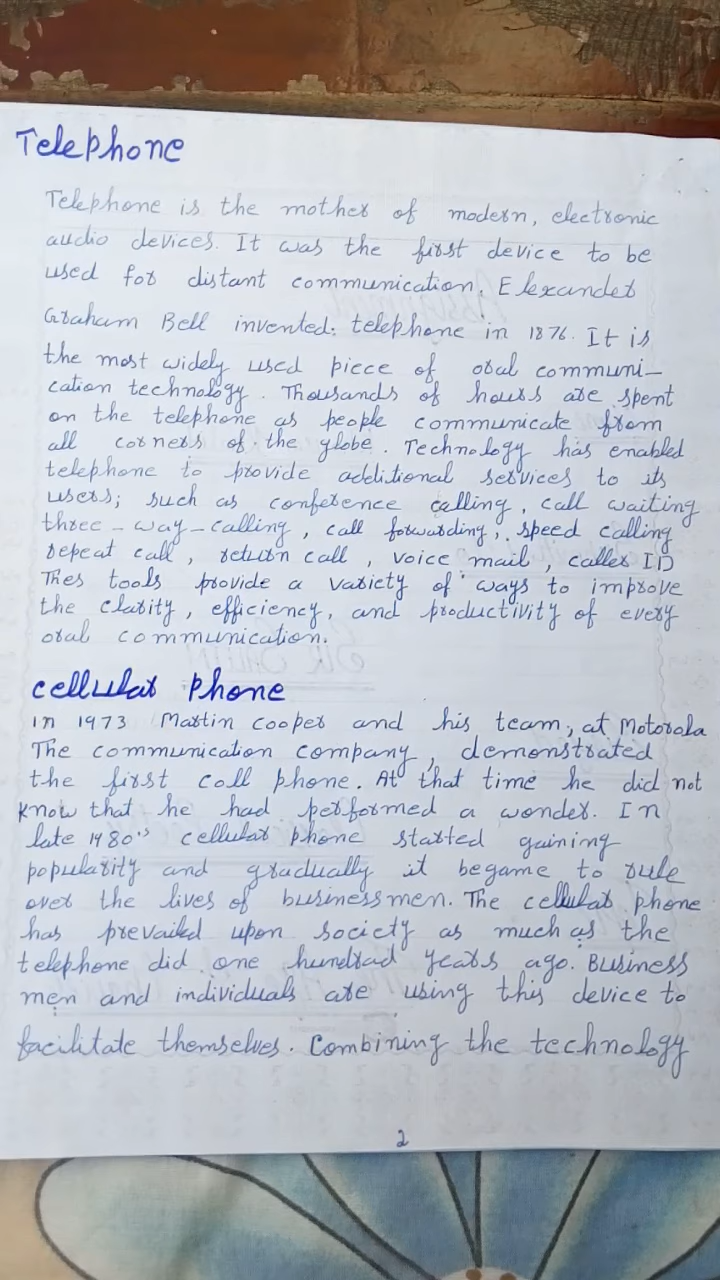 Telephone
Telephone is the mother of modern, electronic
audio devices. It was the first device to be
used for distant communication. Elexander
Graham Bell invented. telephone in 1876. It is
the most widely used piece of oral communi-
cation technology. Thousands of hours are spent
on the telephone as people communicate from
all corners of the globe. Technology has enabled
telephone to provide additional services to its
users; such as conference calling, call waiting
three-way-calling, call forwarding, speed calling
repeat call, return call, voice mail, caller ID
Thes tools provide a variety of ways to improve
the clarity, efficiency, and productivity of every
oral communication.
cellular phone
in 1973 Martin cooper and his team, at Motorola
The communication company, demonstrated
the first coll phone. At that time he did not
know that he had performed a wonder. In
late 1980's cellular phone started gaining
popularity and gradually it begame to rule
over the lives of businessmen. The cellular phone
has prevailed upon society as much as the
telephone did one hundrad years ago. Business
men and individuals are using this device to
facilitate themselves. Combining the technology
2